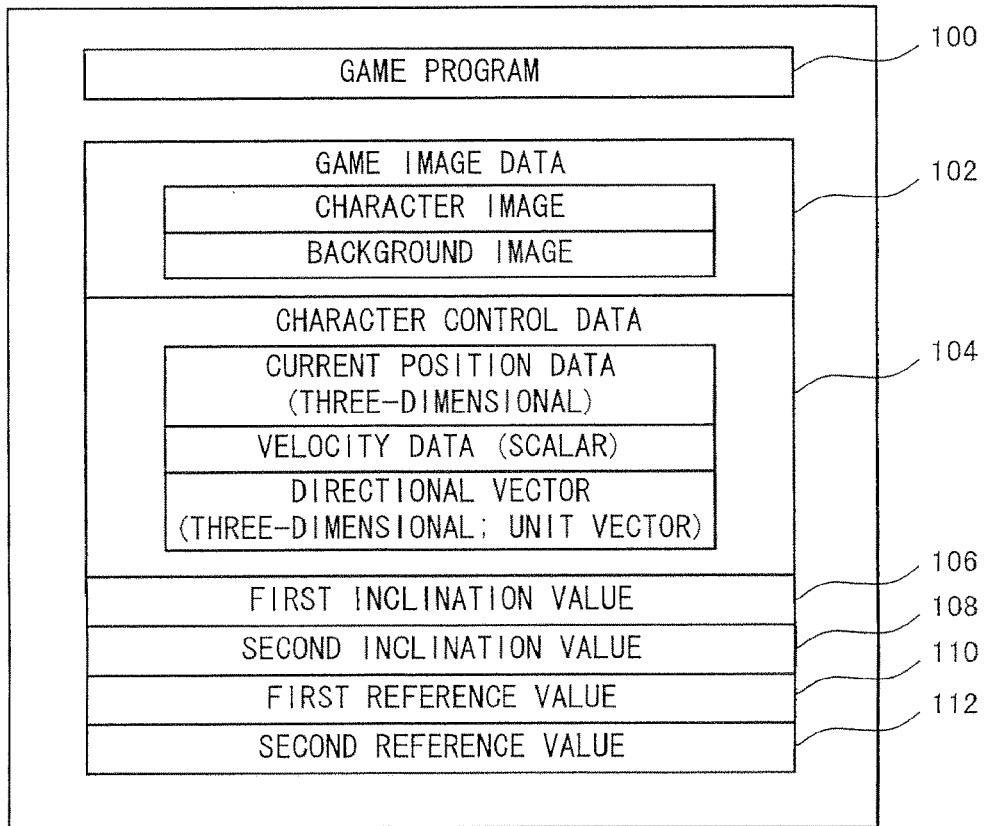 GAME PROGRAM
100
GAME IMAGE DATA
102
CHARACTER IMAGE
BACKGROUND IMAGE
CHARACTER CONTROL DATA
104
CURRENT POSITION DATA
(THREE-DIMENSIONAL)
VELOCITY DATA (SCALAR)
DIRECTIONAL VECTOR
(THREE-DIMENSIONAL; UNIT VECTOR)
FIRST INCLINATION VALUE
106
SECOND INCLINATION VALUE
108
FIRST REFERENCE VALUE
110
SECOND REFERENCE VALUE
112